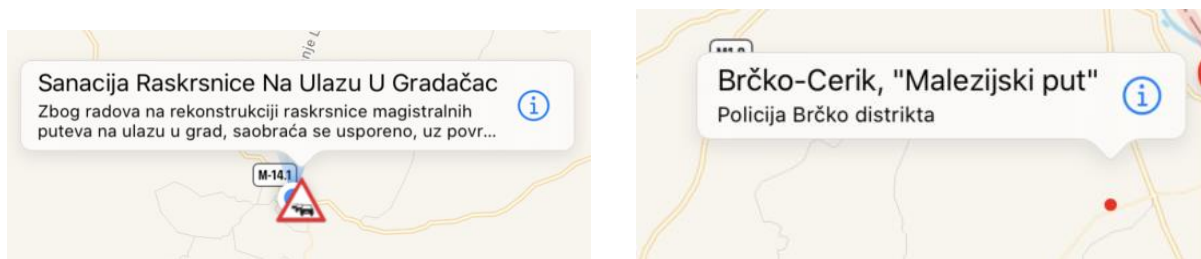 nje L
Sanacija Raskrsnice Na Ulazu U Gradačac
Zbog radova na rekonstrukciji raskrsnice magistralnih
puteva na ulazu u grad, saobraća se usporeno, uz povr...
M-14.1
Brčko-Cerik, "Malezijski put"
Policija Brčko distrikta